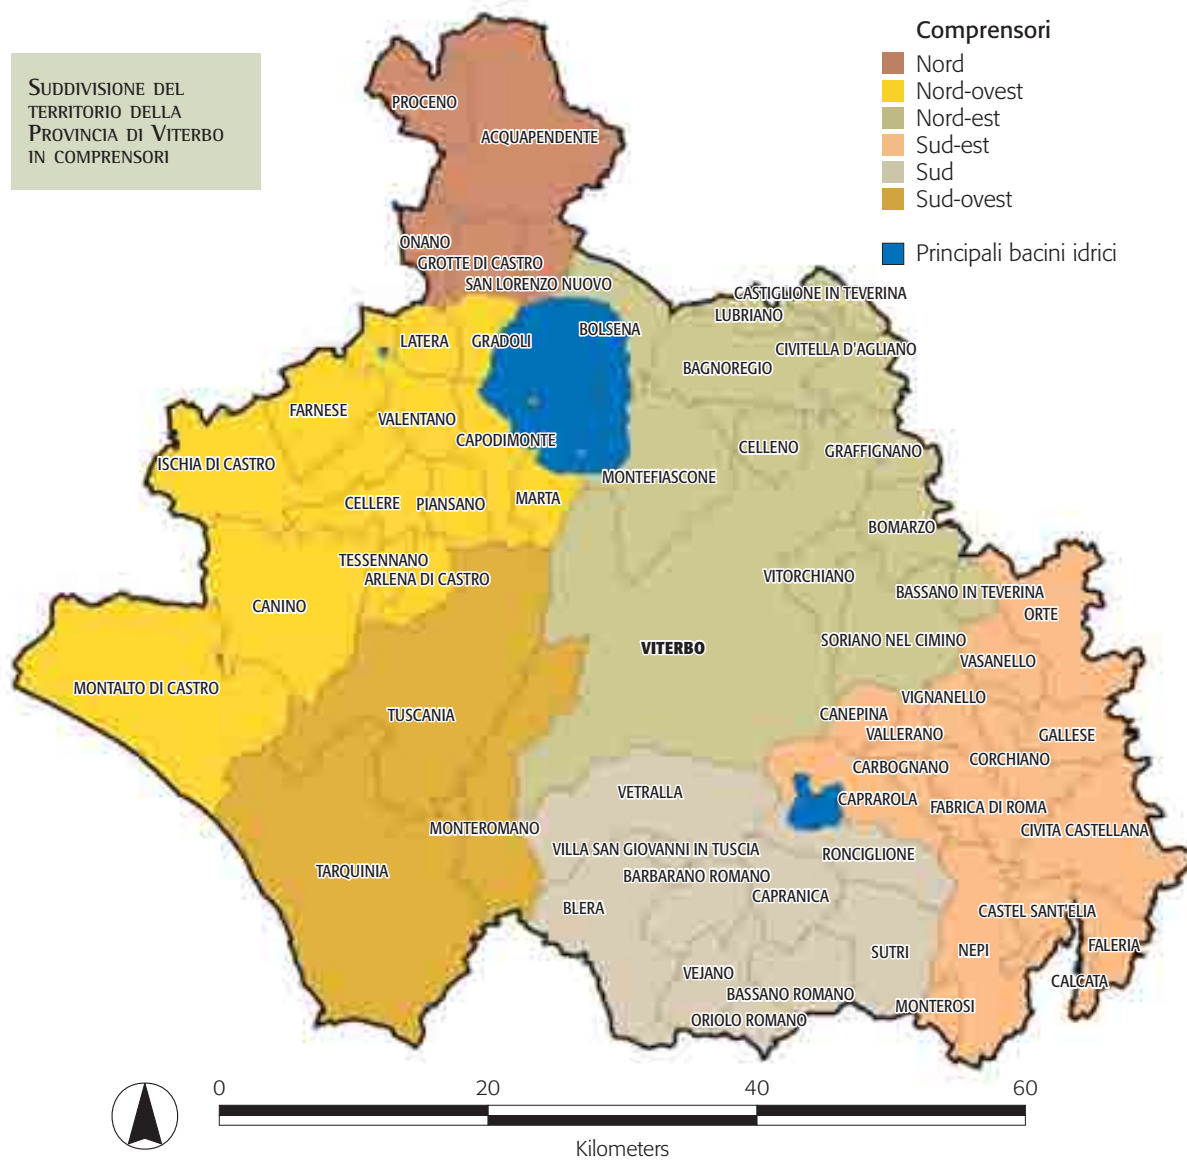 SUDDIVISIONE DEL
TERRITORIO DELLA
PROVINCIA DI VITERBO
IN COMPRENSORI
Comprensori
Nord
Nord-ovest
Nord-est
Sud-est
Sud
Sud-ovest
Principali bacini idrici
PROCENO
ACQUAPENDENTE
ONANO
GROTTE DI CASTRO
SAN LORENZO NUOVO
CASTIGLIONE IN TEVERINA
LUBRIANO
BOLSENA
LATERA
GRADOLI
CIVITELLA D'AGLIANO
BAGNOREGIO
FARNESE
VALENTANO
CAPODIMONTE
CELLENO
GRAFFIGNANO
ISCHIA DI CASTRO
MONTEFIASCONE
CELLERE
PIANSANO
MARTA
BOMARZO
TESSENNANO
ARLENA DI CASTRO
VITORCHIANO
BASSANO IN TEVERINA
CANINO
ORTE
SORIANO NEL CIMINO
VITERBO
VASANELLO
MONTALTO DI CASTRO
VIGNANELLO
TUSCANIA
CANEPINA
VALLERANO
GALLESE
CORCHIANO
CARBOGNANO
VETRALLA
CAPRAROLA
FABRICA DI ROMA
MONTEROMANO
CIVITA CASTELLANA
VILLA SAN GIOVANNI IN TUSCIA
RONCIGLIONE
TARQUINIA
BARBARANO ROMANO
CAPRANICA
BLERA
CASTEL SANT'ELIA
SUTRI
NEPI
FALERIA
VEJANO
CALCATA
BASSANO ROMANO
MONTEROSI
ORIOLO ROMANO
0 20 40 60
Kilometers